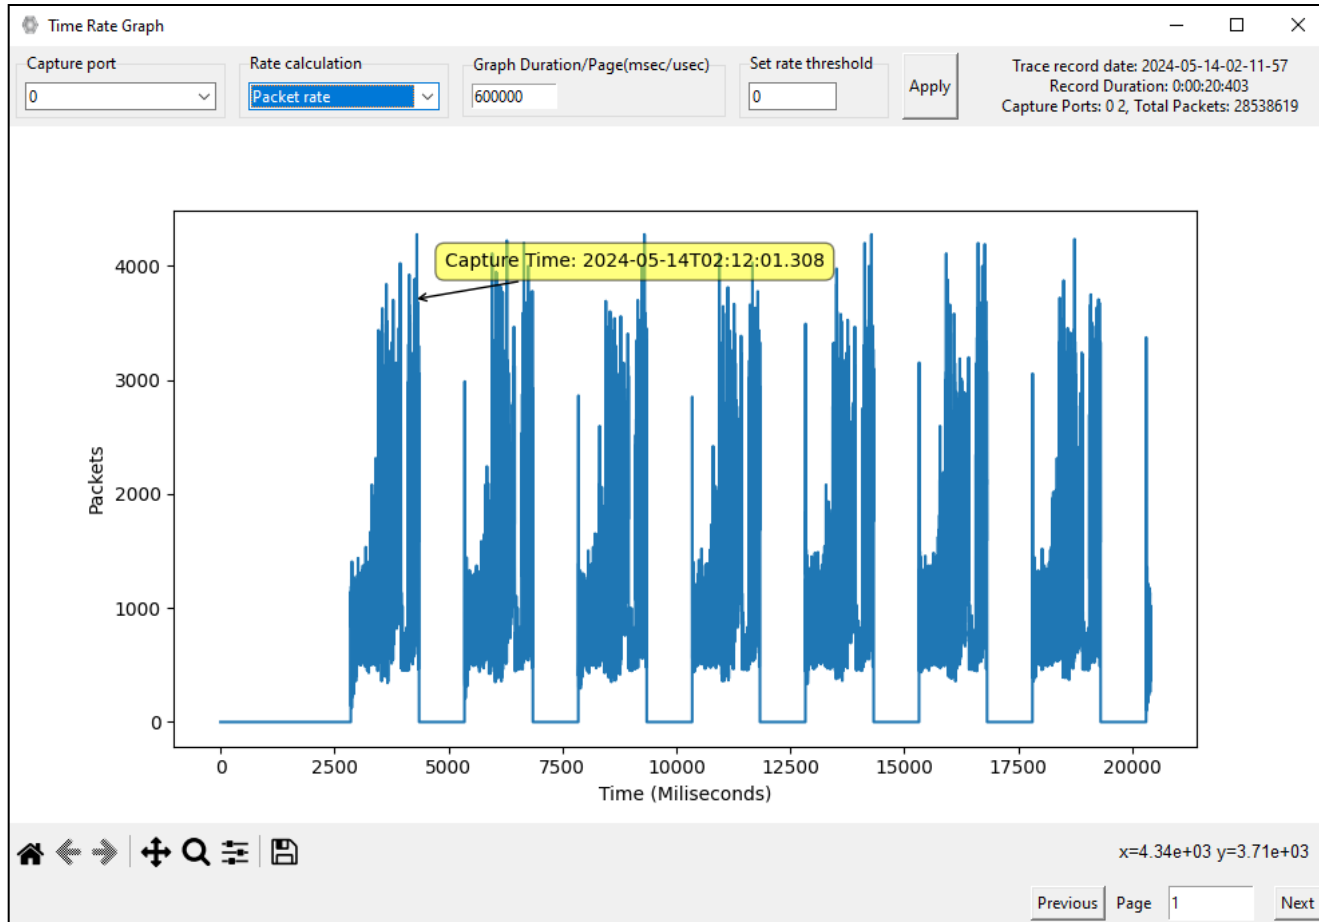 Time Rate Graph
Capture port
Rate calculation
Graph Duration/Page(msec/usec)
Set rate threshold
0
Packet rate
600000
0
Apply
Trace record date: 2024-05-14-02-11-57
Record Duration: 0:00:20:403
Capture Ports: 0 2, Total Packets: 28538619
Capture Time: 2024-05-14T02:12:01.308
Packets
4000
3000
2000
1000
0
0 2500 5000 7500 10000 12500 15000 17500 20000
Time (Miliseconds)
x=4.34e+03 y=3.71e+03
Previous Page 1 Next